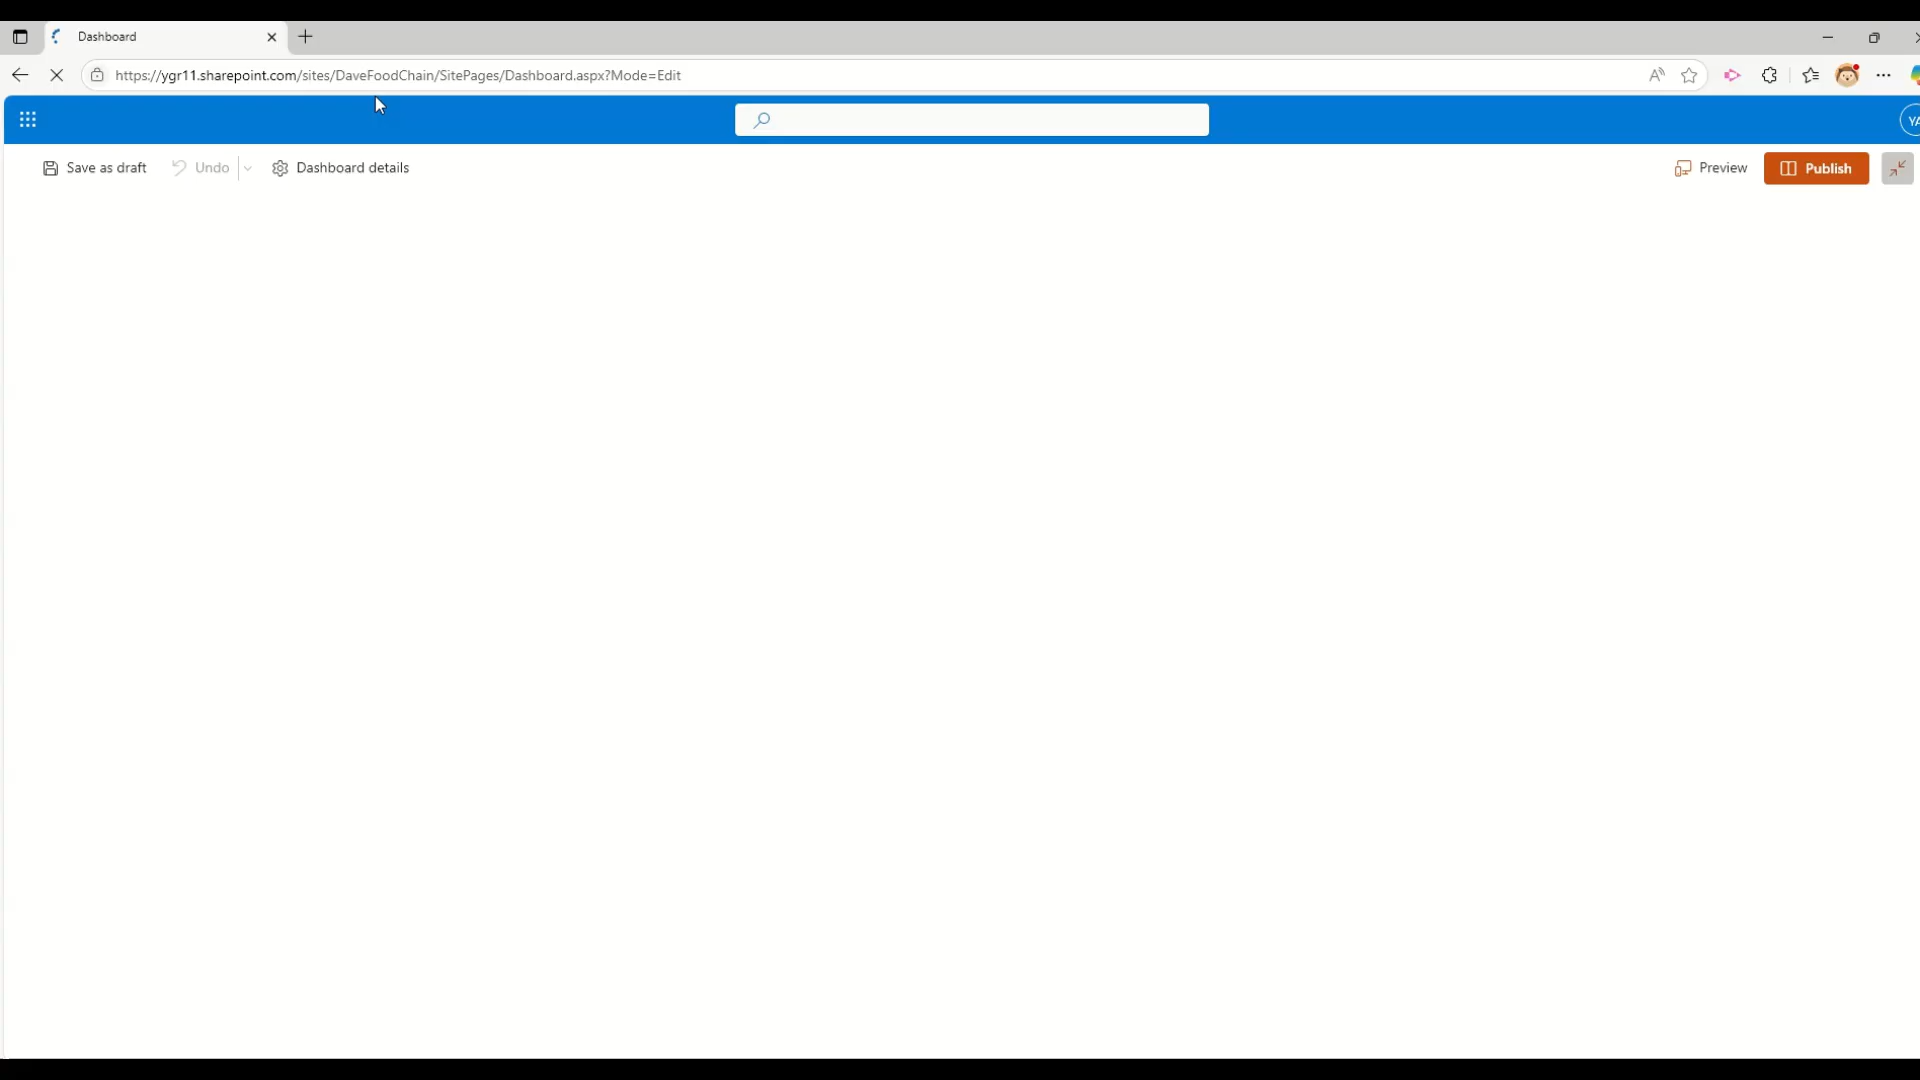 Dashboard
https://ygr11.sharepoint.com/sites/DaveFoodChain/SitePages/Dashboard.aspx?Mode=Edit
Save as draft
Undo
Dashboard details
Preview
Publish